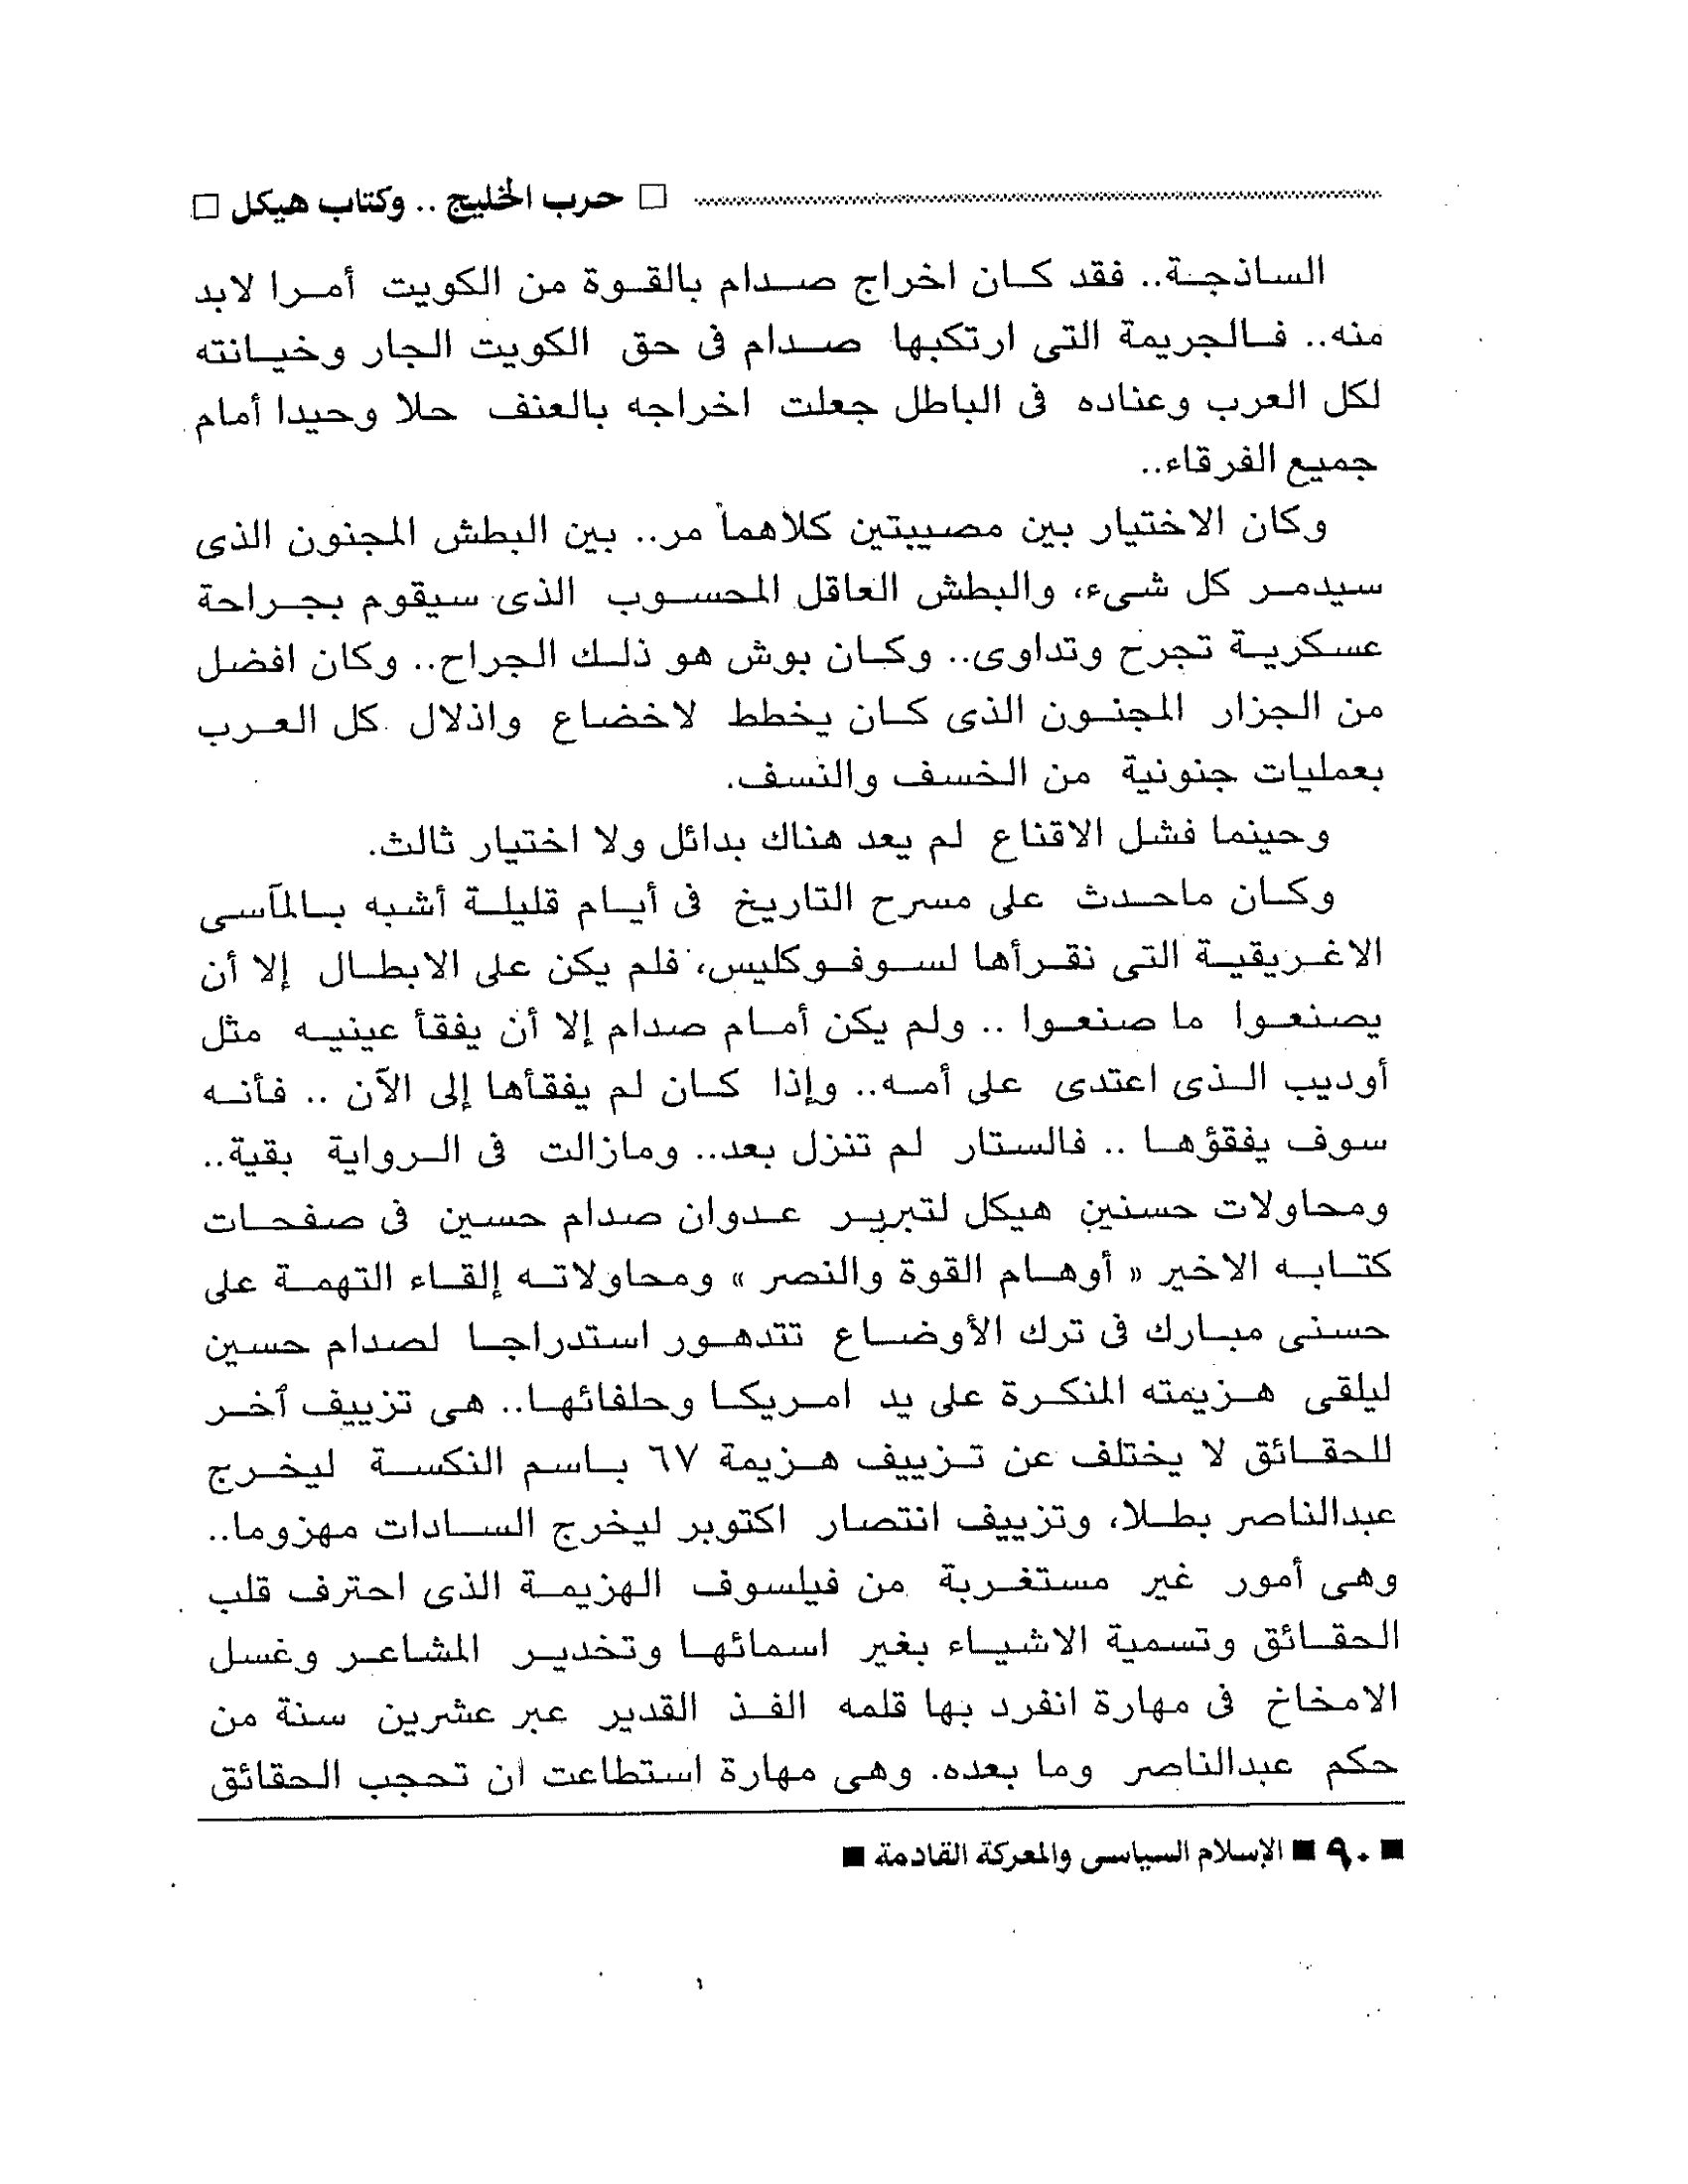 □ حرب الخليج .. وكتاب هيكل □
الساذجة.. فقد كان اخراج صدام بالقوة من الكويت أمرا لابد
منه.. فالجريمة التى ارتكبها صدام فى حق الكويت الجار وخيانته
لكل العرب وعناده فى الباطل جعلت اخراجه بالعنف حلا وحيدا أمام
جميع الفرقاء..
وكان الاختيار بين مصيبتين كلاهما مر.. بين البطش المجنون الذى
سيدمر كل شىء، والبطش العاقل المحسوب الذى سيقوم بجراحة
عسكرية تجرح وتداوى.. وكان بوش هو ذلك الجراح.. وكان افضل
من الجزار المجنون الذى كان يخطط لاخضاع واذلال كل العرب
بعمليات جنونية من الخسف والنسف.
وحينما فشل الاقناع لم يعد هناك بدائل ولا اختيار ثالث.
وكان ماحدث على مسرح التاريخ فى أيام قليلة أشبه بالمآسى
الاغريقية التى نقرأها لسوفوكليس، فلم يكن على الابطال إلا أن
يصنعوا ما صنعوا .. ولم يكن أمام صدام إلا أن يفقأ عينيه مثل
أوديب الذى اعتدى على أمه.. وإذا كان لم يفقأها إلى الآن .. فأنه
سوف يفقؤها .. فالستار لم تنزل بعد.. ومازالت فى الرواية بقية..
ومحاولات حسنين هيكل لتبرير عدوان صدام حسين فى صفحات
كتابه الاخير « أوهام القوة والنصر » ومحاولاته إلقاء التهمة على
حسنى مبارك فى ترك الأوضاع تتدهور استدراجا لصدام حسين
ليلقى هزيمته المنكرة على يد امريكا وحلفائها.. هى تزييف آخر
للحقائق لا يختلف عن تزييف هزيمة ٦٧ باسم النكسة ليخرج
عبدالناصر بطلا، وتزييف انتصار اكتوبر ليخرج السادات مهزوما..
وهى أمور غير مستغربة من فيلسوف الهزيمة الذى احترف قلب
الحقائق وتسمية الاشياء بغير اسمائها وتخدير المشاعر وغسل
الامخاخ فى مهارة انفرد بها قلمه الفذ القدير عبر عشرين سنة من
حكم عبدالناصر وما بعده. وهى مهارة استطاعت ان تحجب الحقائق
■ ٩٠ ■ الإسلام السياسى والمعركة القادمة ■